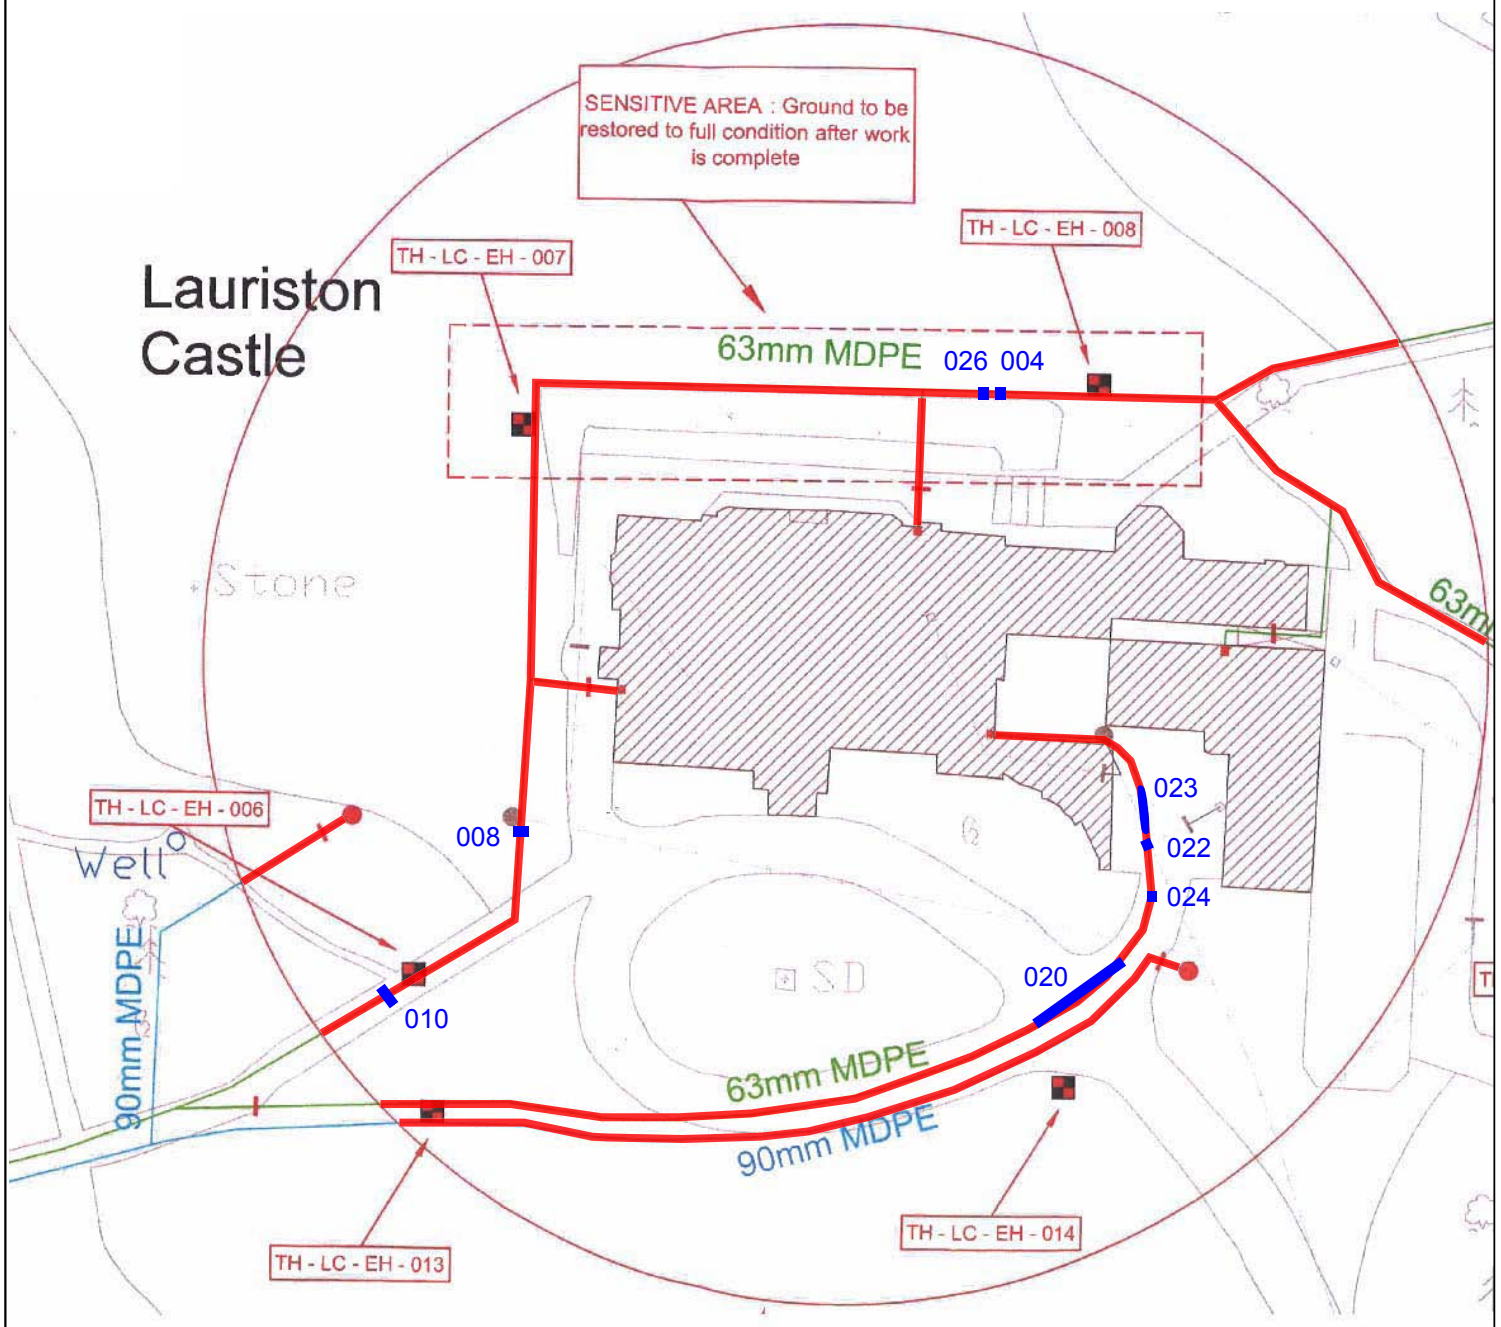 SENSITIVE AREA : Ground to be
restored to full condition after work
is complete
TH - LC - EH - 008
TH - LC - EH - 007
Lauriston
Castle
63mm MDPE
026 004
Stone
TH - LC - EH - 006
Well
008
023
022
024
6
SD
020
010
90mm MDPE
63mm MDPE
90mm MDPE
TH - LC - EH - 013
TH - LC - EH - 014